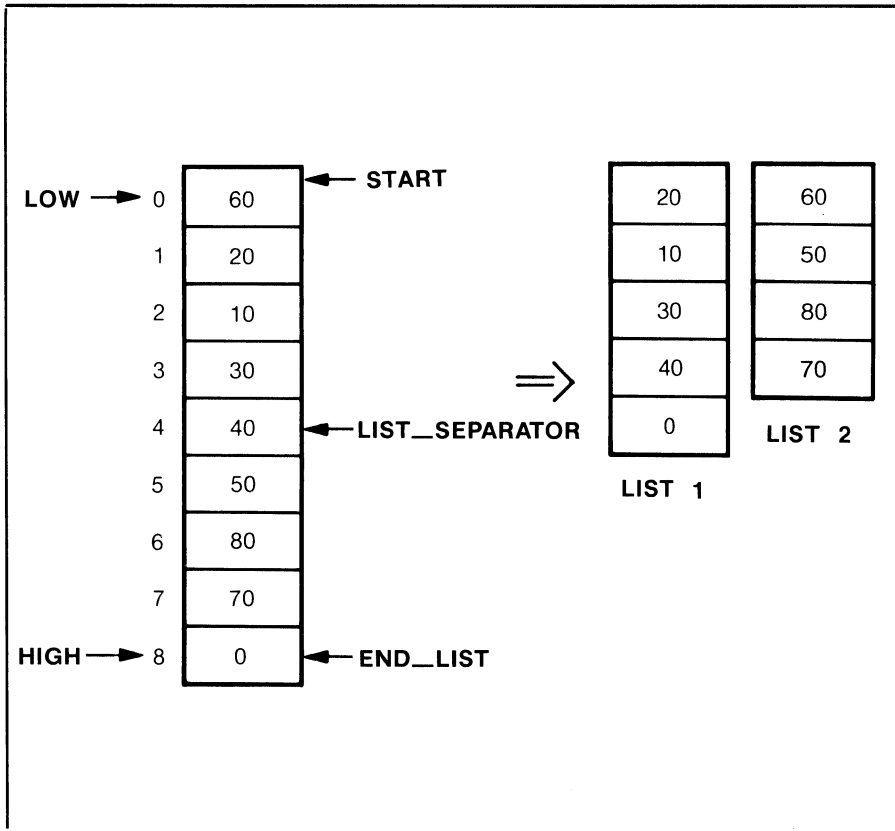 START
LOW 0 60
1 20
2 10
3 30
4 40 LIST_SEPARATOR
5 50
6 80
7 70
HIGH 8 0 END_LIST
20 60
10 50
30 80
40 70
0
LIST 2
LIST 1